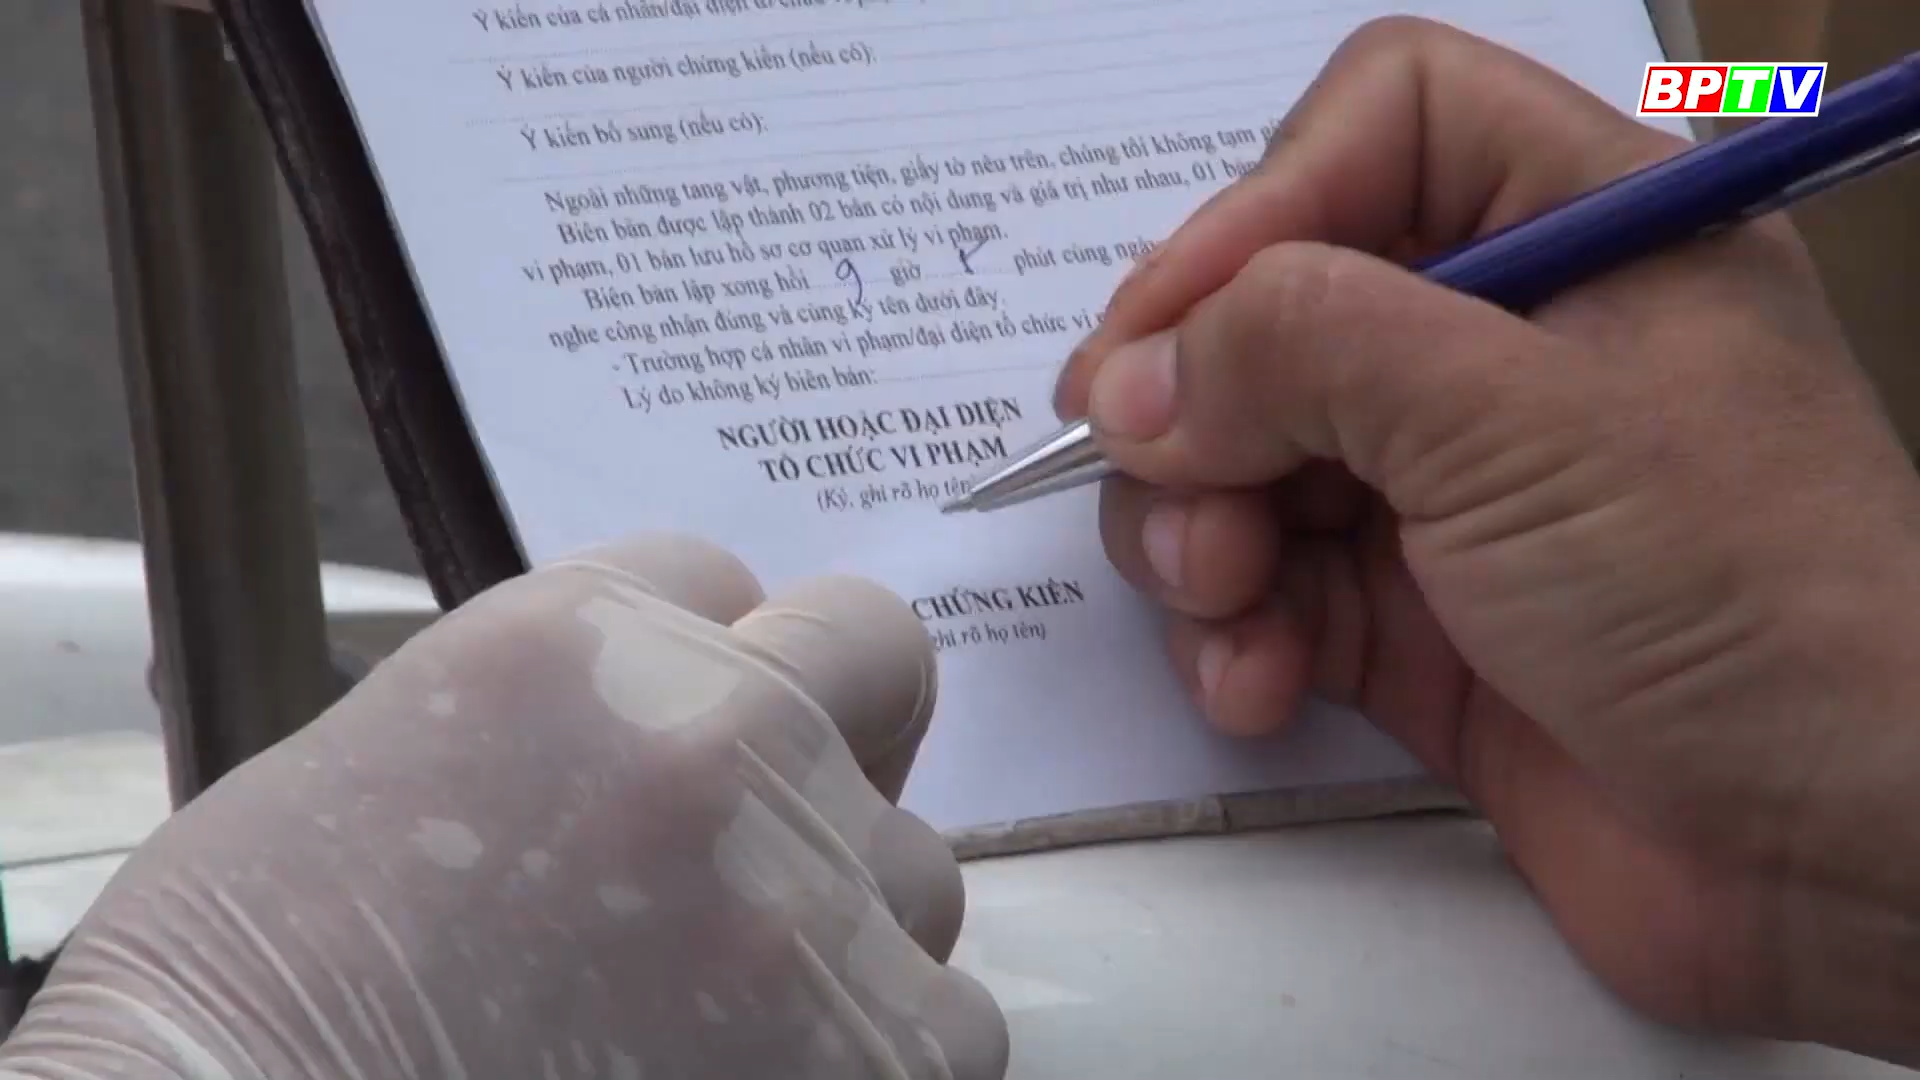 Ý kiến của cá nhân/đại diện tổ chức vi
BPTV
Ý kiến của người chứng kiến (nếu có):
Ý kiến bổ sung (nếu có):
Ngoài những tang vật, phương tiện, giấy tờ nêu trên, chúng tôi không tạm
Biên bản được lập thành 02 bản có nội dung và giá trị như nhau, 01 bản
vi phạm, 01 bản lưu hồ sơ cơ quan xử lý vi phạm.
Biên bản lập xong hồi 9 giờ phút cùng ngày
nghe công nhận đúng và cùng ký tên dưới đây.
- Trường hợp cá nhân vi phạm/đại diện tổ chức vi
Lý do không ký biên bản:
NGƯỜI HOẶC ĐẠI DIỆN
TỔ CHỨC VI PHẠM
(Ký, ghi rõ họ tên)
CHỨNG KIẾN
ghi rõ họ tên)